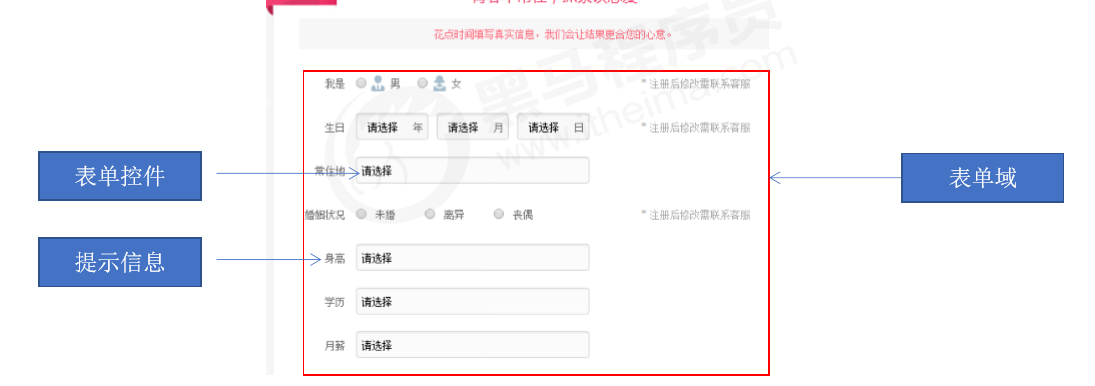 花点时间填写真实信息，我们会让结果更合您的心意。
我是 男 女 * 注册后修改需联系客服
生日 请选择 年 请选择 月 请选择 日 * 注册后修改需联系客服
表单控件
常住地 请选择
表单域
婚姻状况 未婚 离异 丧偶 * 注册后修改需联系客服
提示信息
身高 请选择
学历 请选择
月薪 请选择
黑马程序员
www.itheima.com